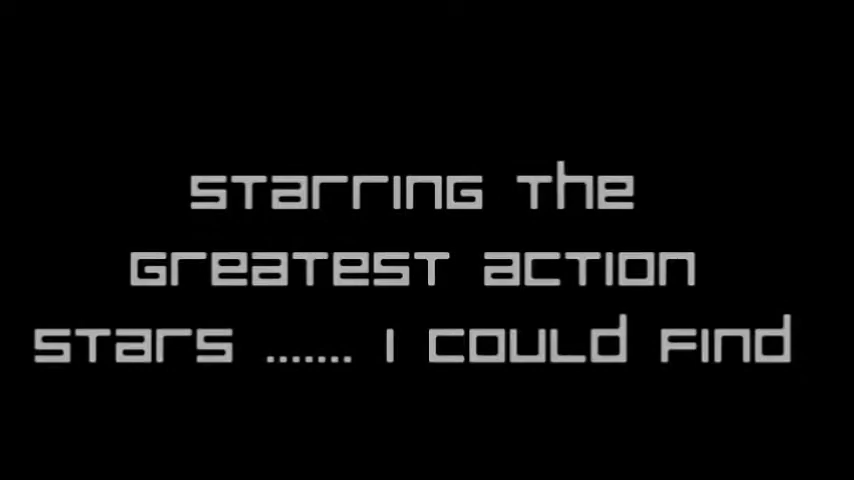 starring the
greatest action
stars ....... I could find